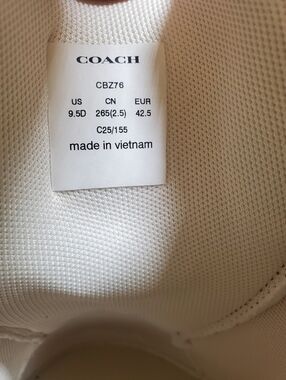 COACH
CBZ76
US CN EUR
9.5D 265(2.5) 42.5
C25/155
made in vietnam